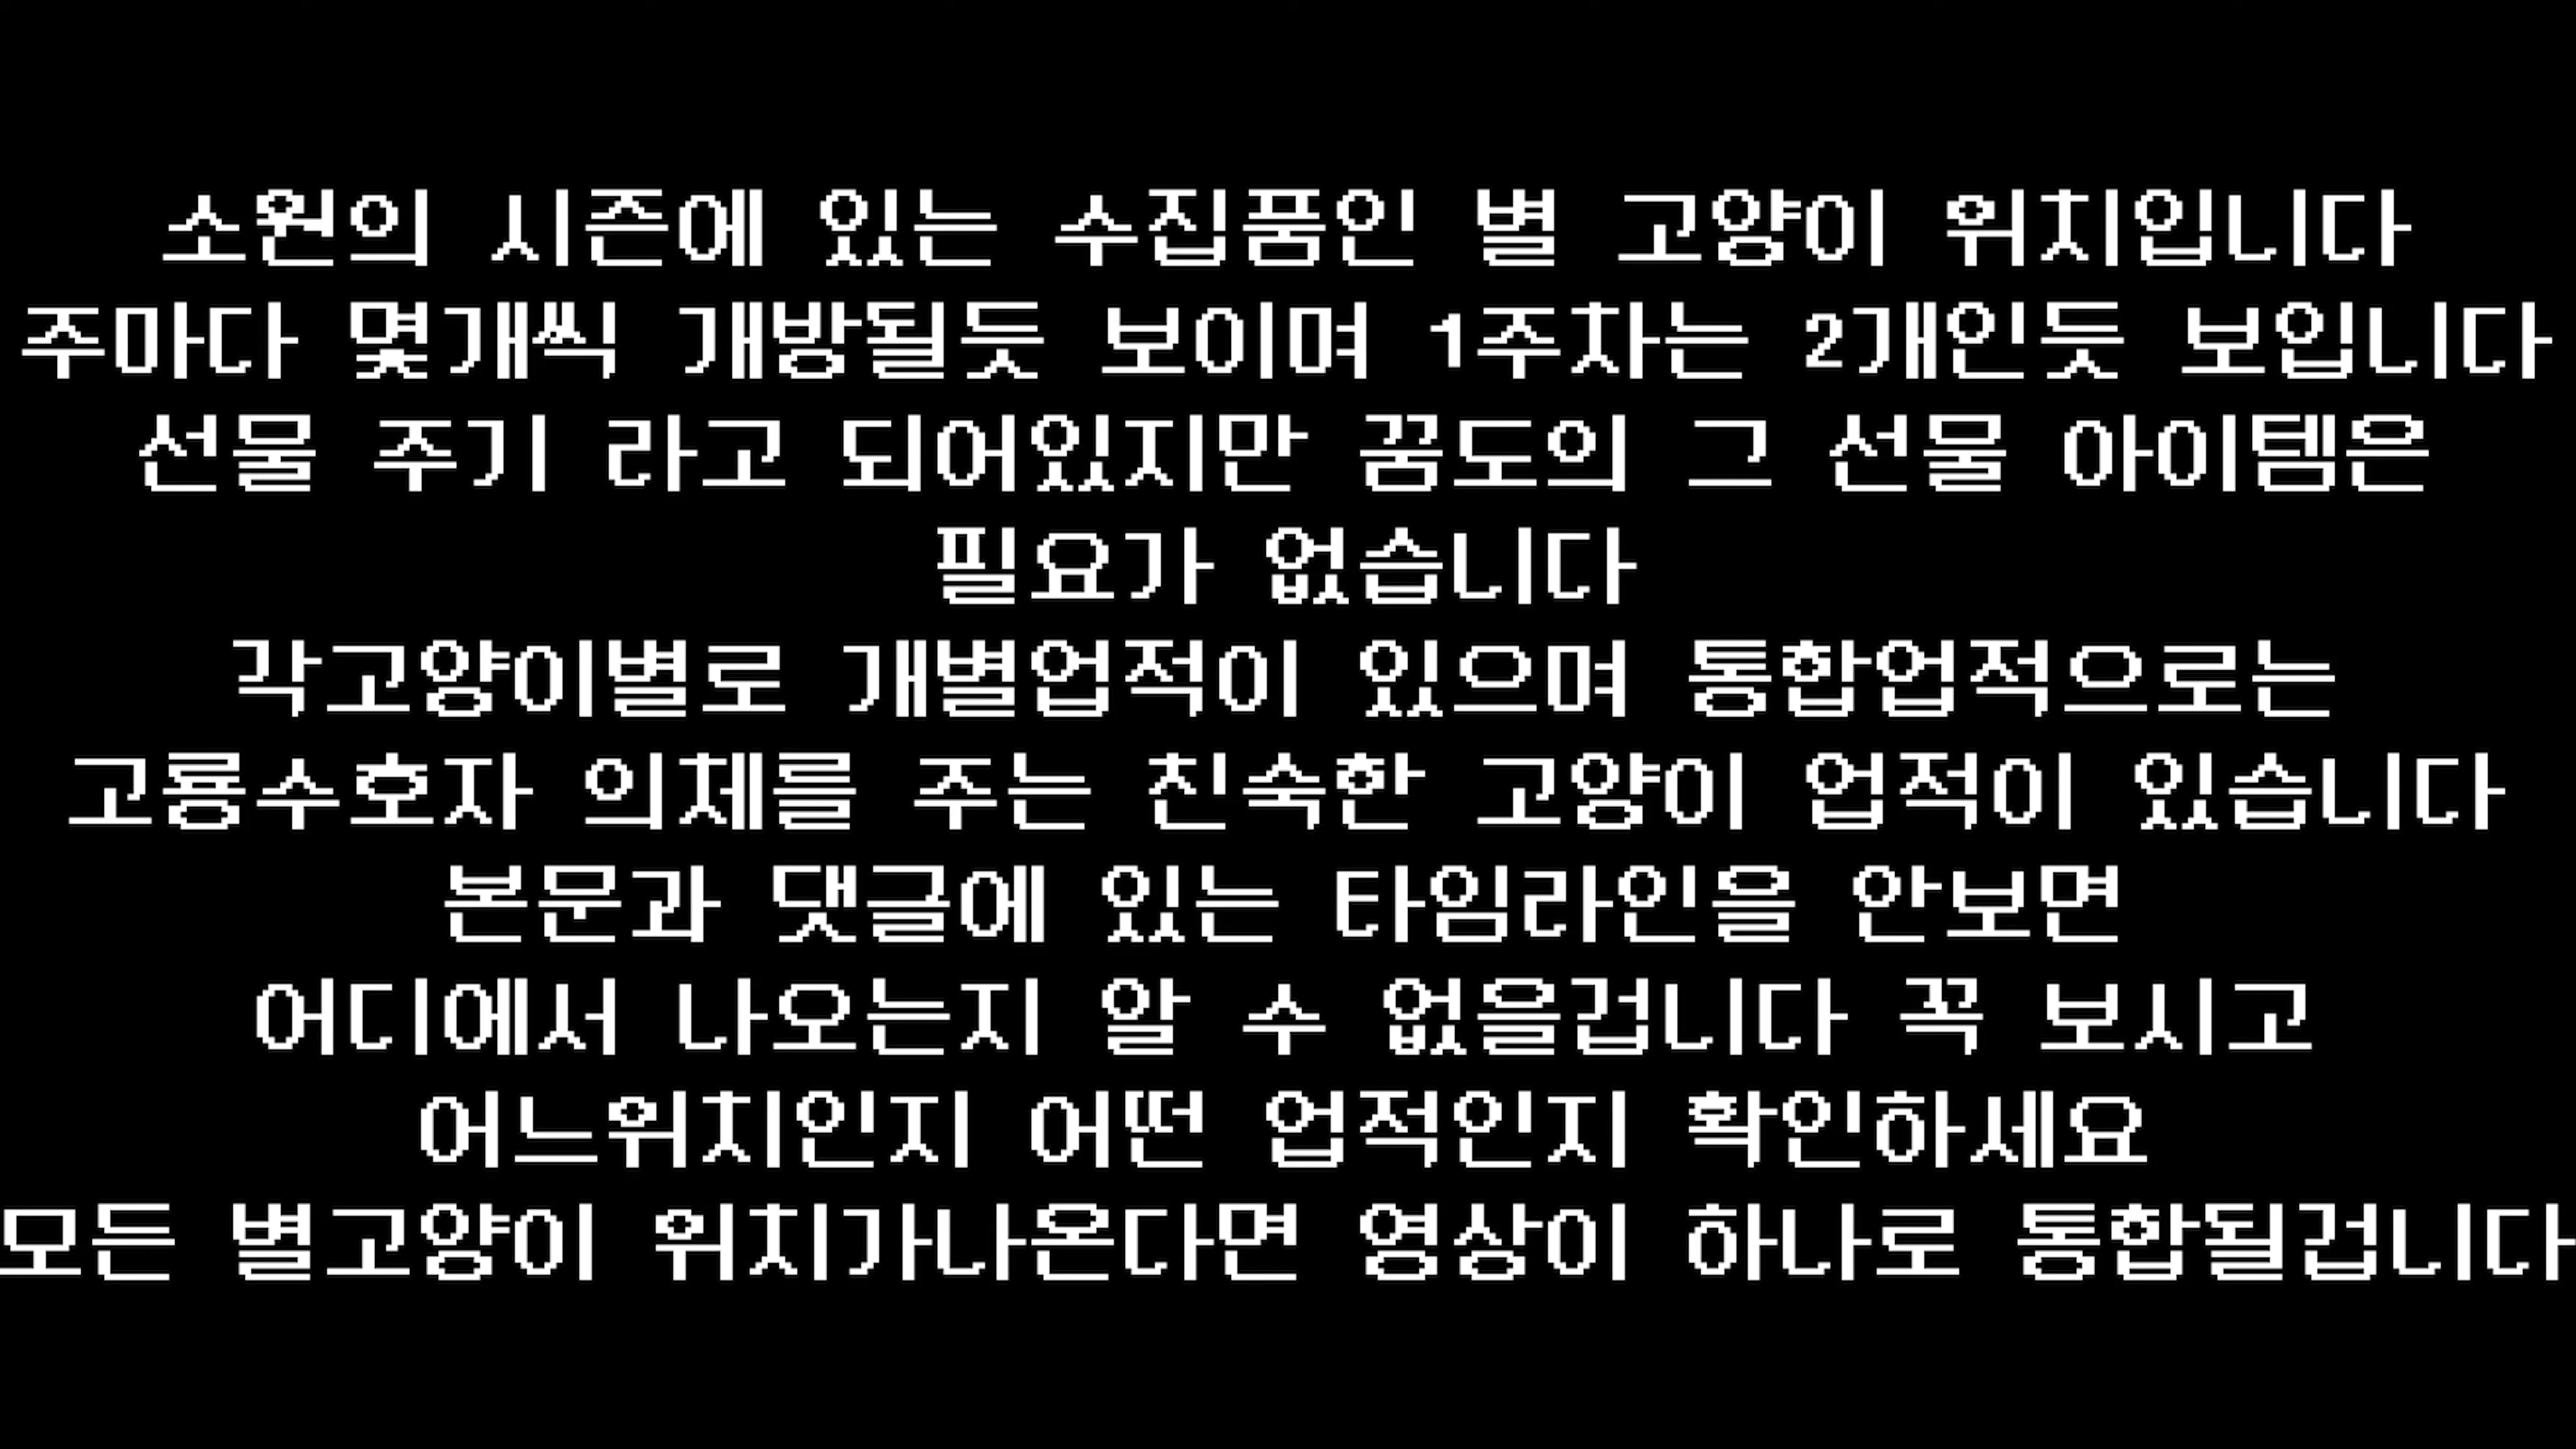 소원의 시즌에 있는 수집품인 별 고양이 위치입니다
주마다 몇개씩 개방될듯 보이며 1주차는 2개인듯 보입니다
선물 주기 라고 되어있지만 꿈도의 그 선물 아이템은
필요가 없습니다
각고양이별로 개별업적이 있으며 통합업적으로는
고룡수호자 의체를 주는 친숙한 고양이 업적이 있습니다
본문과 댓글에 있는 타임라인을 안보면
어디에서 나오는지 알 수 없을겁니다 꼭 보시고
어느위치인지 어떤 업적인지 확인하세요
모든 별고양이 위치가나온다면 영상이 하나로 통합될겁니다